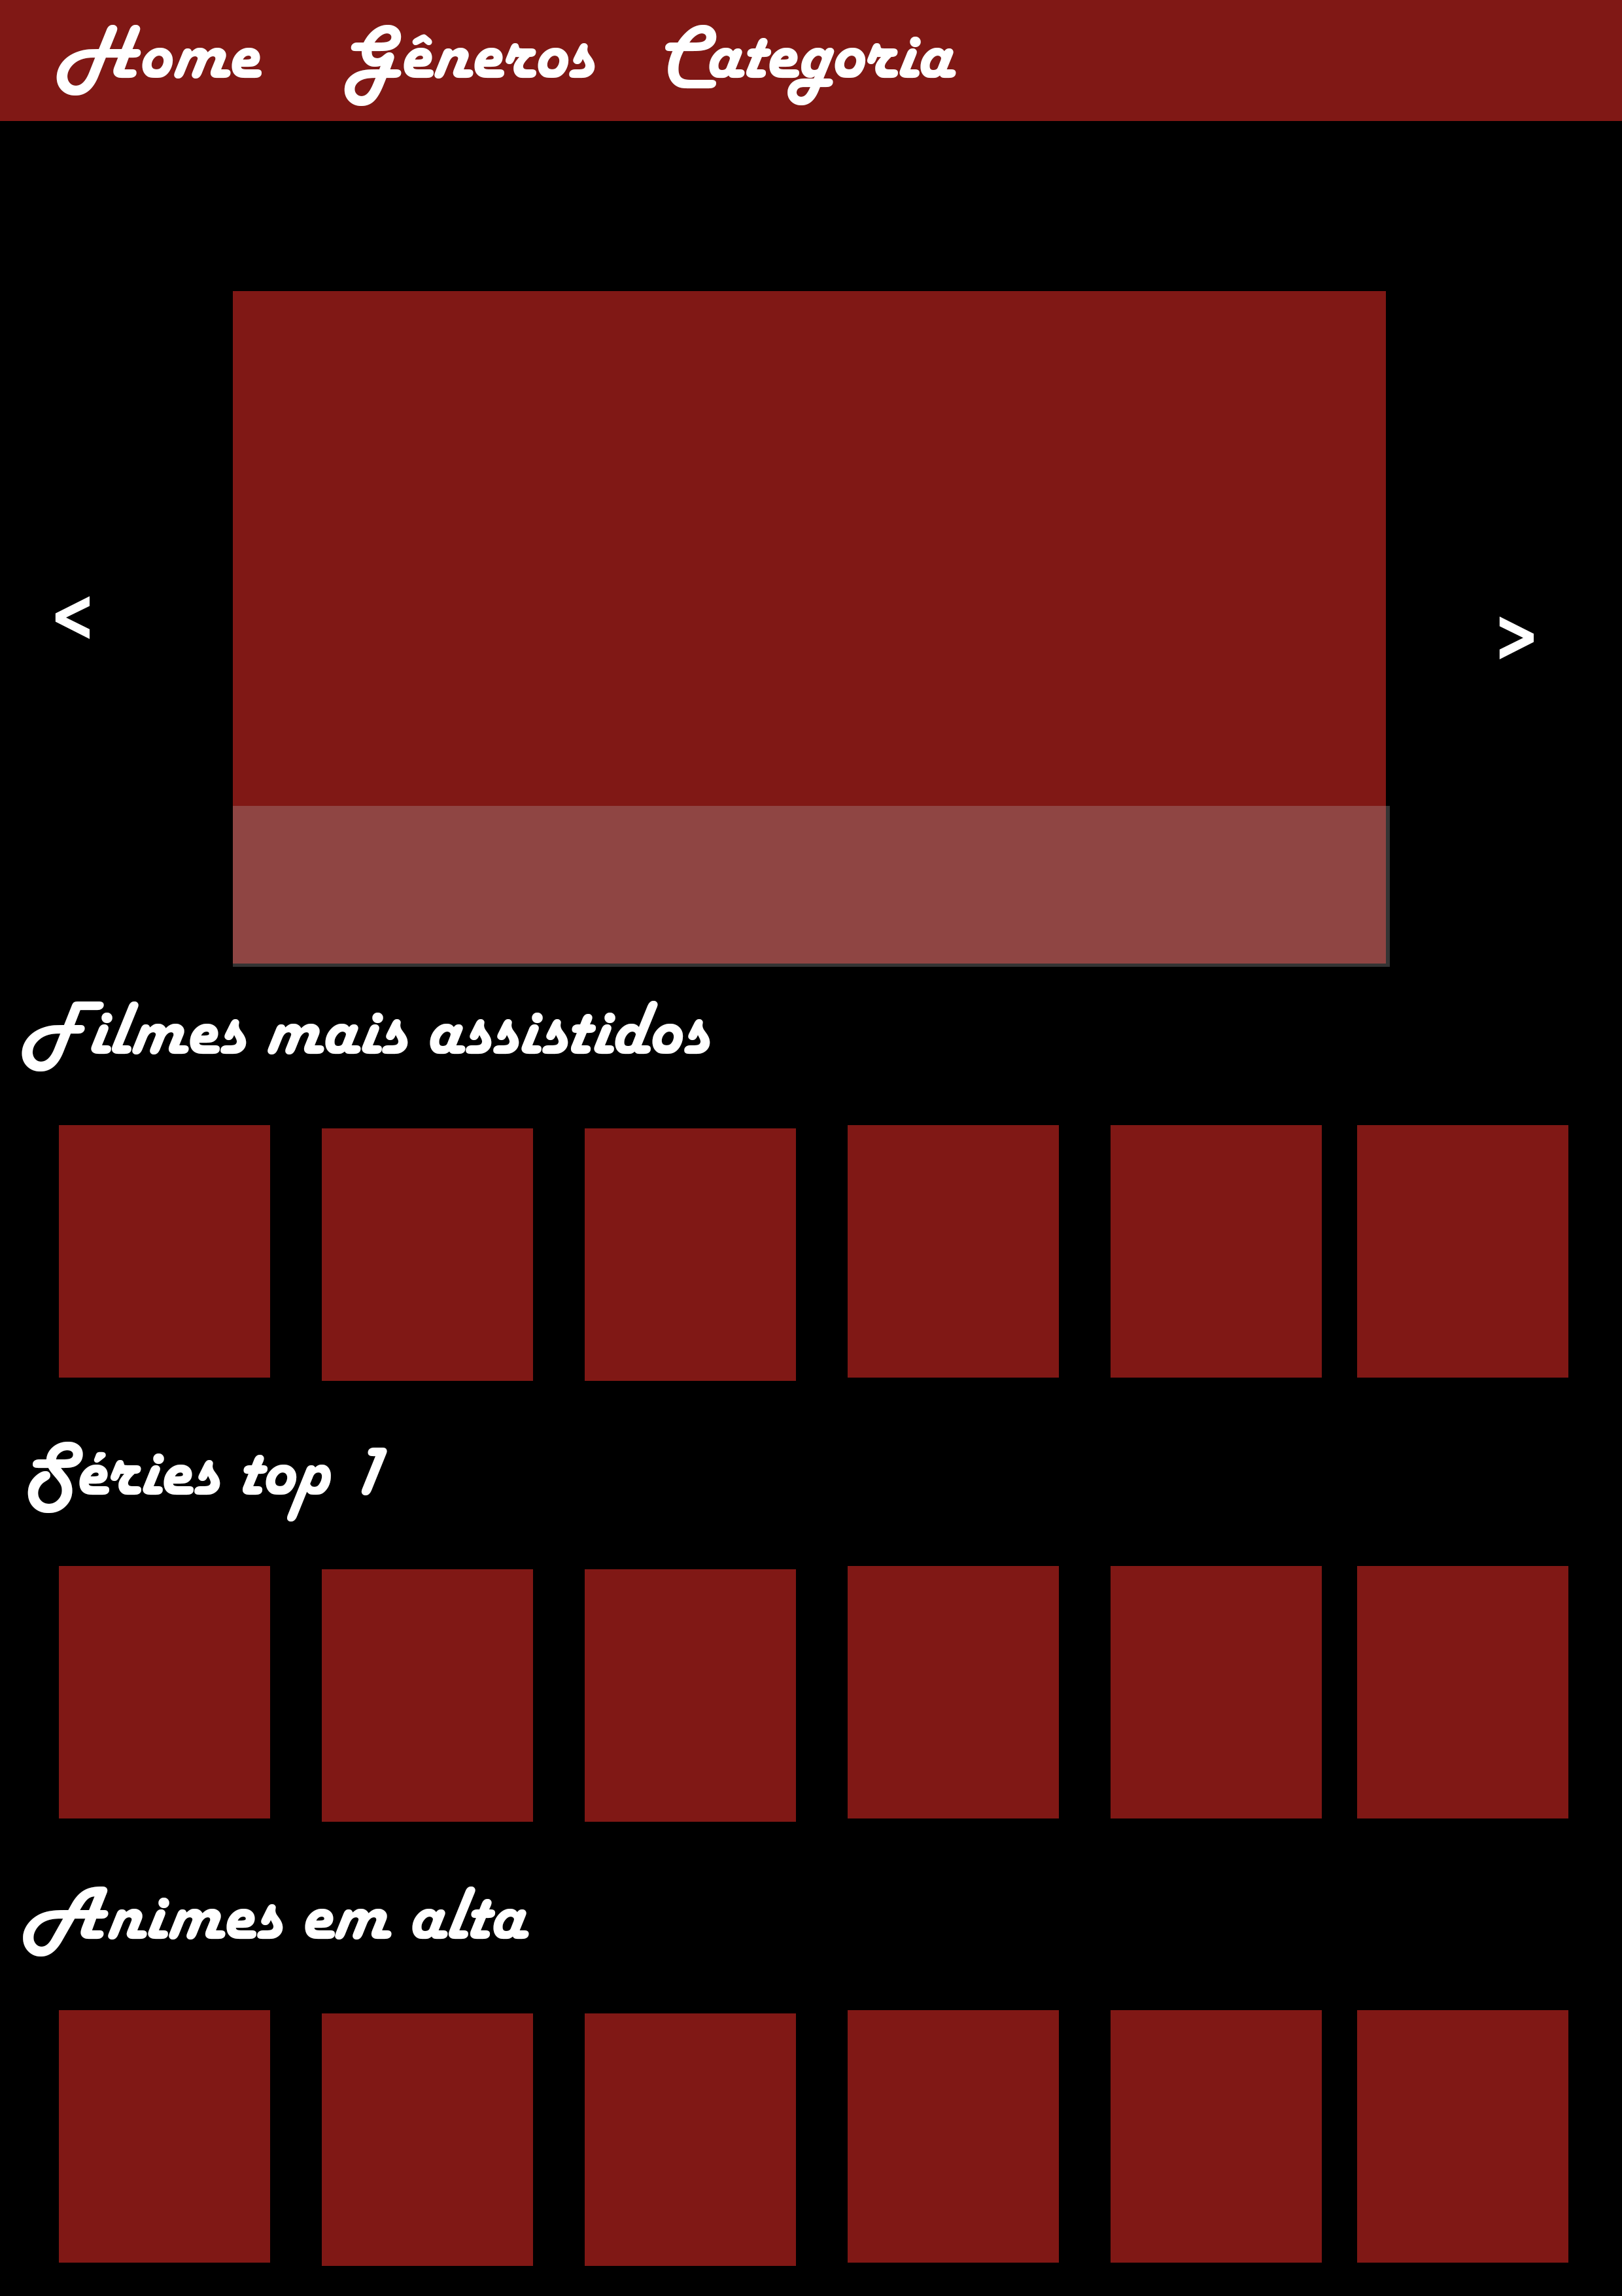 Home Gêneros Categoria
< >
Filmes mais assistidos
Séries top 1
Animes em alta